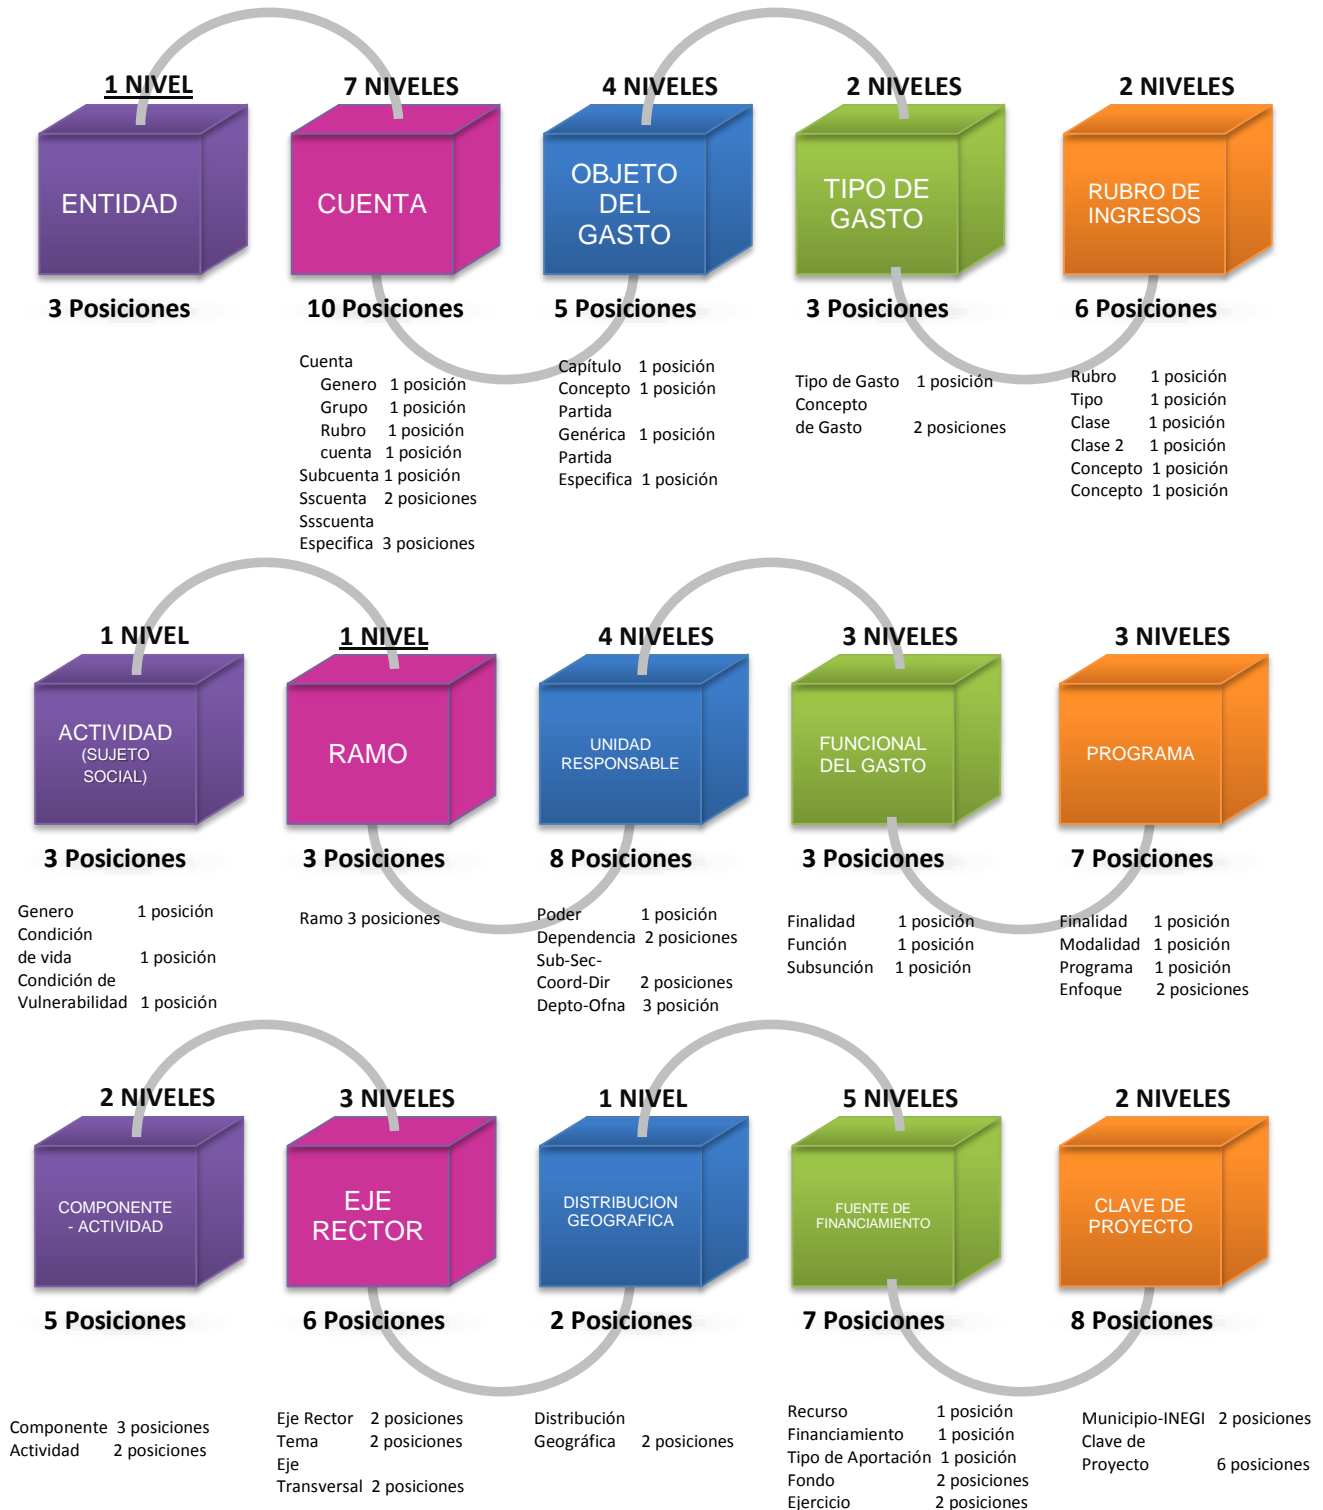 1 NIVEL
7 NIVELES
4 NIVELES
2 NIVELES
2 NIVELES
ENTIDAD
CUENTA
OBJETO
DEL
GASTO
TIPO DE
GASTO
RUBRO DE
INGRESOS
3 Posiciones
10 Posiciones
5 Posiciones
3 Posiciones
6 Posiciones
Cuenta
Genero 1 posición
Grupo 1 posición
Rubro 1 posición
cuenta 1 posición
Subcuenta 1 posición
Sscuenta 2 posiciones
Ssscuenta
Especifica 3 posiciones
Capítulo 1 posición
Concepto 1 posición
Partida
Genérica 1 posición
Partida
Especifica 1 posición
Tipo de Gasto 1 posición
Concepto
de Gasto 2 posiciones
Rubro 1 posición
Tipo 1 posición
Clase 1 posición
Clase 2 1 posición
Concepto 1 posición
Concepto 1 posición
1 NIVEL
1 NIVEL
4 NIVELES
3 NIVELES
3 NIVELES
ACTIVIDAD
(SUJETO
SOCIAL)
RAMO
UNIDAD
RESPONSABLE
FUNCIONAL
DEL GASTO
PROGRAMA
3 Posiciones
3 Posiciones
8 Posiciones
3 Posiciones
7 Posiciones
Genero 1 posición
Condición
de vida 1 posición
Condición de
Vulnerabilidad 1 posición
Ramo 3 posiciones
Poder 1 posición
Dependencia 2 posiciones
Sub-Sec-
Coord-Dir 2 posiciones
Depto-Ofna 3 posición
Finalidad 1 posición
Función 1 posición
Subsunción 1 posición
Finalidad 1 posición
Modalidad 1 posición
Programa 1 posición
Enfoque 2 posiciones
2 NIVELES
3 NIVELES
1 NIVEL
5 NIVELES
2 NIVELES
COMPONENTE
- ACTIVIDAD
EJE
RECTOR
DISTRIBUCION
GEOGRAFICA
FUENTE DE
FINANCIAMIENTO
CLAVE DE
PROYECTO
5 Posiciones
6 Posiciones
2 Posiciones
7 Posiciones
8 Posiciones
Componente 3 posiciones
Actividad 2 posiciones
Eje Rector 2 posiciones
Tema 2 posiciones
Eje
Transversal 2 posiciones
Distribución
Geográfica 2 posiciones
Recurso 1 posición
Financiamiento 1 posición
Tipo de Aportación 1 posición
Fondo 2 posiciones
Ejercicio 2 posiciones
Municipio-INEGI 2 posiciones
Clave de
Proyecto 6 posiciones